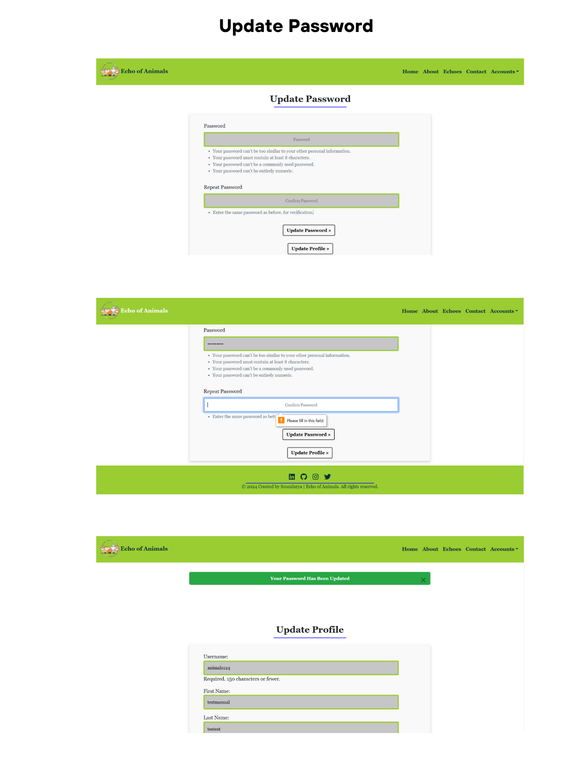 Update Password
Echo of Animals
Home About Echoes Contact Accounts
Update Password
Password
Password
Your password can't be too similar to your other personal information.
Your password must contain at least 8 characters.
Your password can't be a commonly used password.
Your password can't be entirely numeric.
Repeat Password
Confirm Password
Enter the same password as before, for verification.
Update Password »
Update Profile »
Echo of Animals
Home About Echoes Contact Accounts
Password
Your password can't be too similar to your other personal information.
Your password must contain at least 8 characters.
Your password can't be a commonly used password.
Your password can't be entirely numeric.
Repeat Password
Confirm Password
Enter the same password as
Please fill in this field.
Update Password »
Update Profile »
© 2024 Created by | Echo of Animals. All rights reserved.
Echo of Animals
Home About Echoes Contact Accounts
Your Password Has Been Updated
Update Profile
Username:
animals124
Required. 150 characters or fewer.
First Name:
testmanual
Last Name: